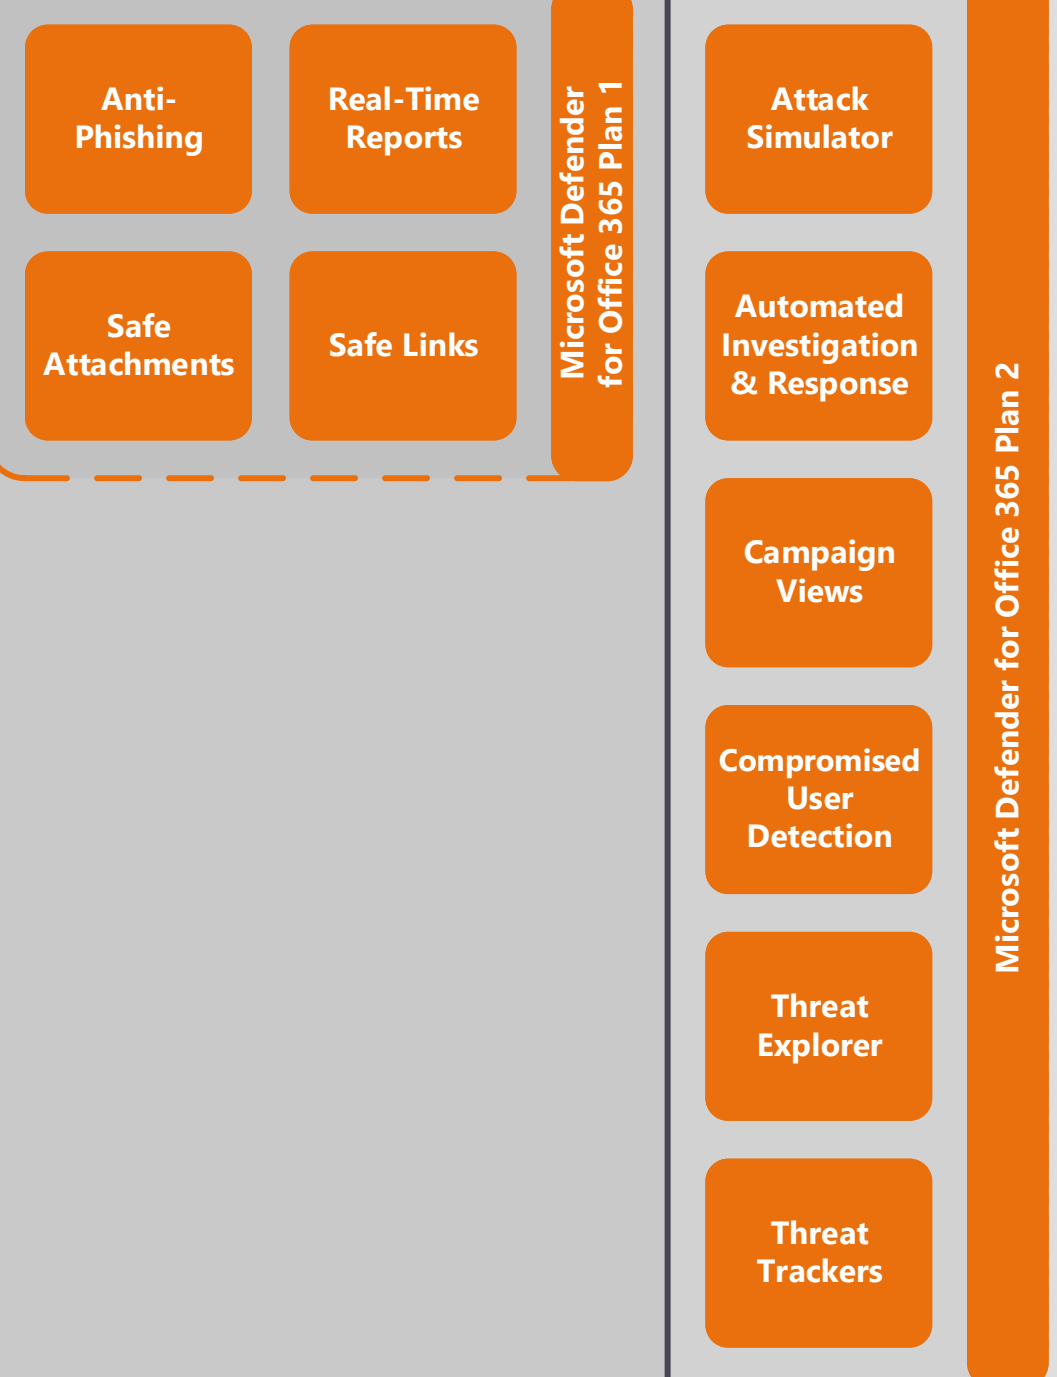 Anti-
Phishing
Real-Time
Reports
Safe
Attachments
Safe Links
Microsoft Defender
for Office 365 Plan 1
Attack
Simulator
Automated
Investigation
& Response
Campaign
Views
Compromised
User
Detection
Threat
Explorer
Threat
Trackers
Microsoft Defender for Office 365 Plan 2